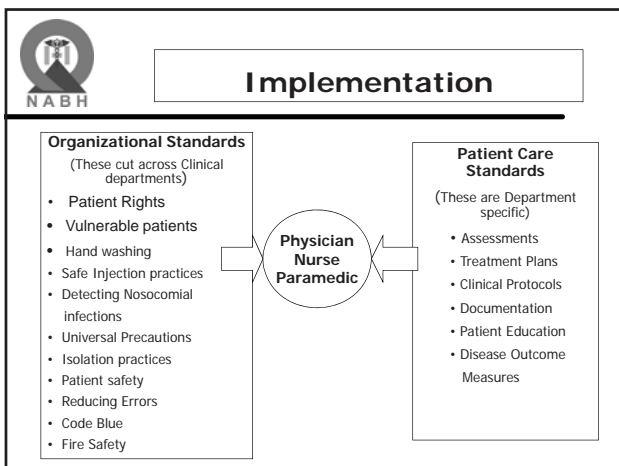 NABH
Implementation
Organizational Standards
(These cut across Clinical
departments)
• Patient Rights
• Vulnerable patients
• Hand washing
• Safe Injection practices
• Detecting Nosocomial
infections
• Universal Precautions
• Isolation practices
• Patient safety
• Reducing Errors
• Code Blue
• Fire Safety
Physician
Nurse
Paramedic
Patient Care
Standards
(These are Department
specific)
• Assessments
• Treatment Plans
• Clinical Protocols
• Documentation
• Patient Education
• Disease Outcome
Measures